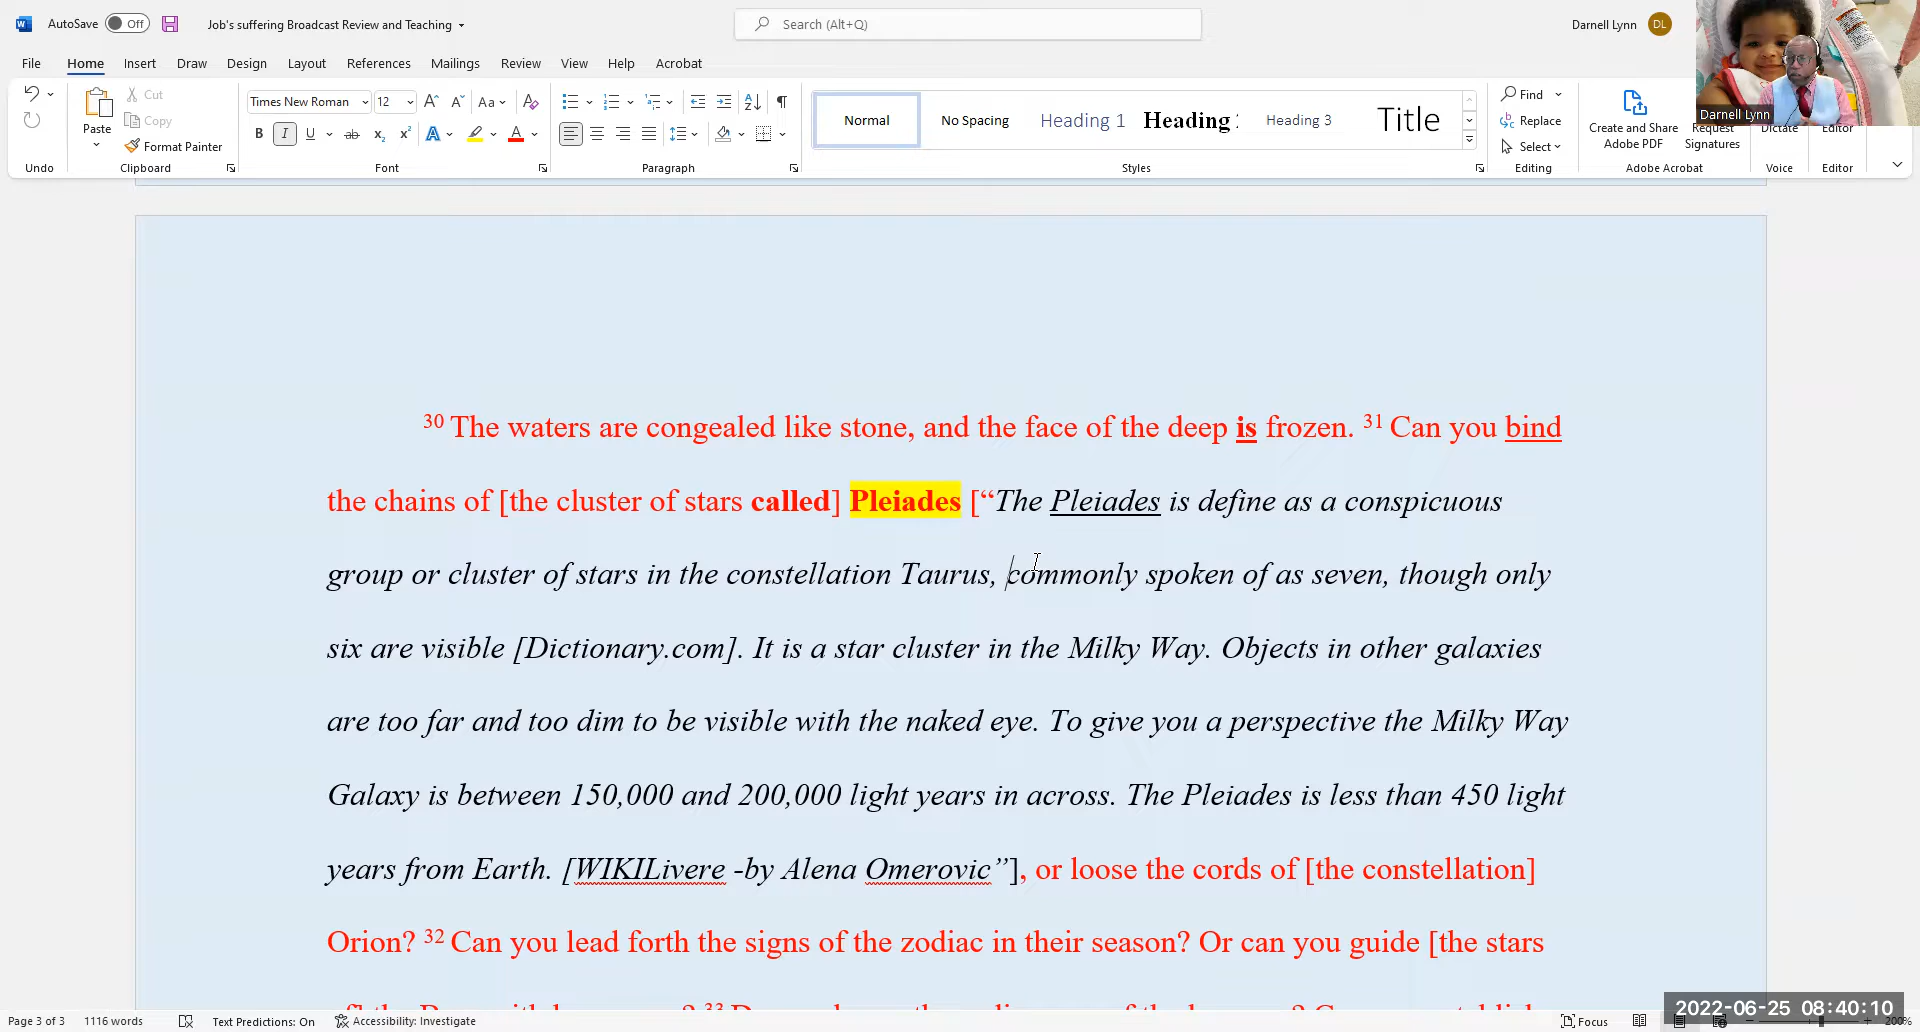 AutoSave Off Job's suffering Broadcast Review and Teaching Search (Alt+Q) Darnell Lynn DL
File Home Insert Draw Design Layout References Mailings Review View Help Acrobat
Paste Cut Copy Format Painter
Times New Roman 12 Aa
B I U ab x₂ x² A A
Normal No Spacing Heading 1 Heading Heading 3 Title
Find Replace Select
Create and Share Adobe PDF Request Signatures Dictate Editor
Darnell Lynn
Undo Clipboard Font Paragraph Styles Editing Adobe Acrobat Voice Editor
30 The waters are congealed like stone, and the face of the deep is frozen. 31 Can you bind
the chains of [the cluster of stars called] Pleiades [“The Pleiades is define as a conspicuous
group or cluster of stars in the constellation Taurus, commonly spoken of as seven, though only
six are visible [Dictionary.com]. It is a star cluster in the Milky Way. Objects in other galaxies
are too far and too dim to be visible with the naked eye. To give you a perspective the Milky Way
Galaxy is between 150,000 and 200,000 light years in across. The Pleiades is less than 450 light
years from Earth. [WIKILivere -by Alena Omerovic”], or loose the cords of [the constellation]
Orion? 32 Can you lead forth the signs of the zodiac in their season? Or can you guide [the stars
Page 3 of 3 1116 words Text Predictions: On Accessibility: Investigate Focus 200%
2022-06-25 08:40:10